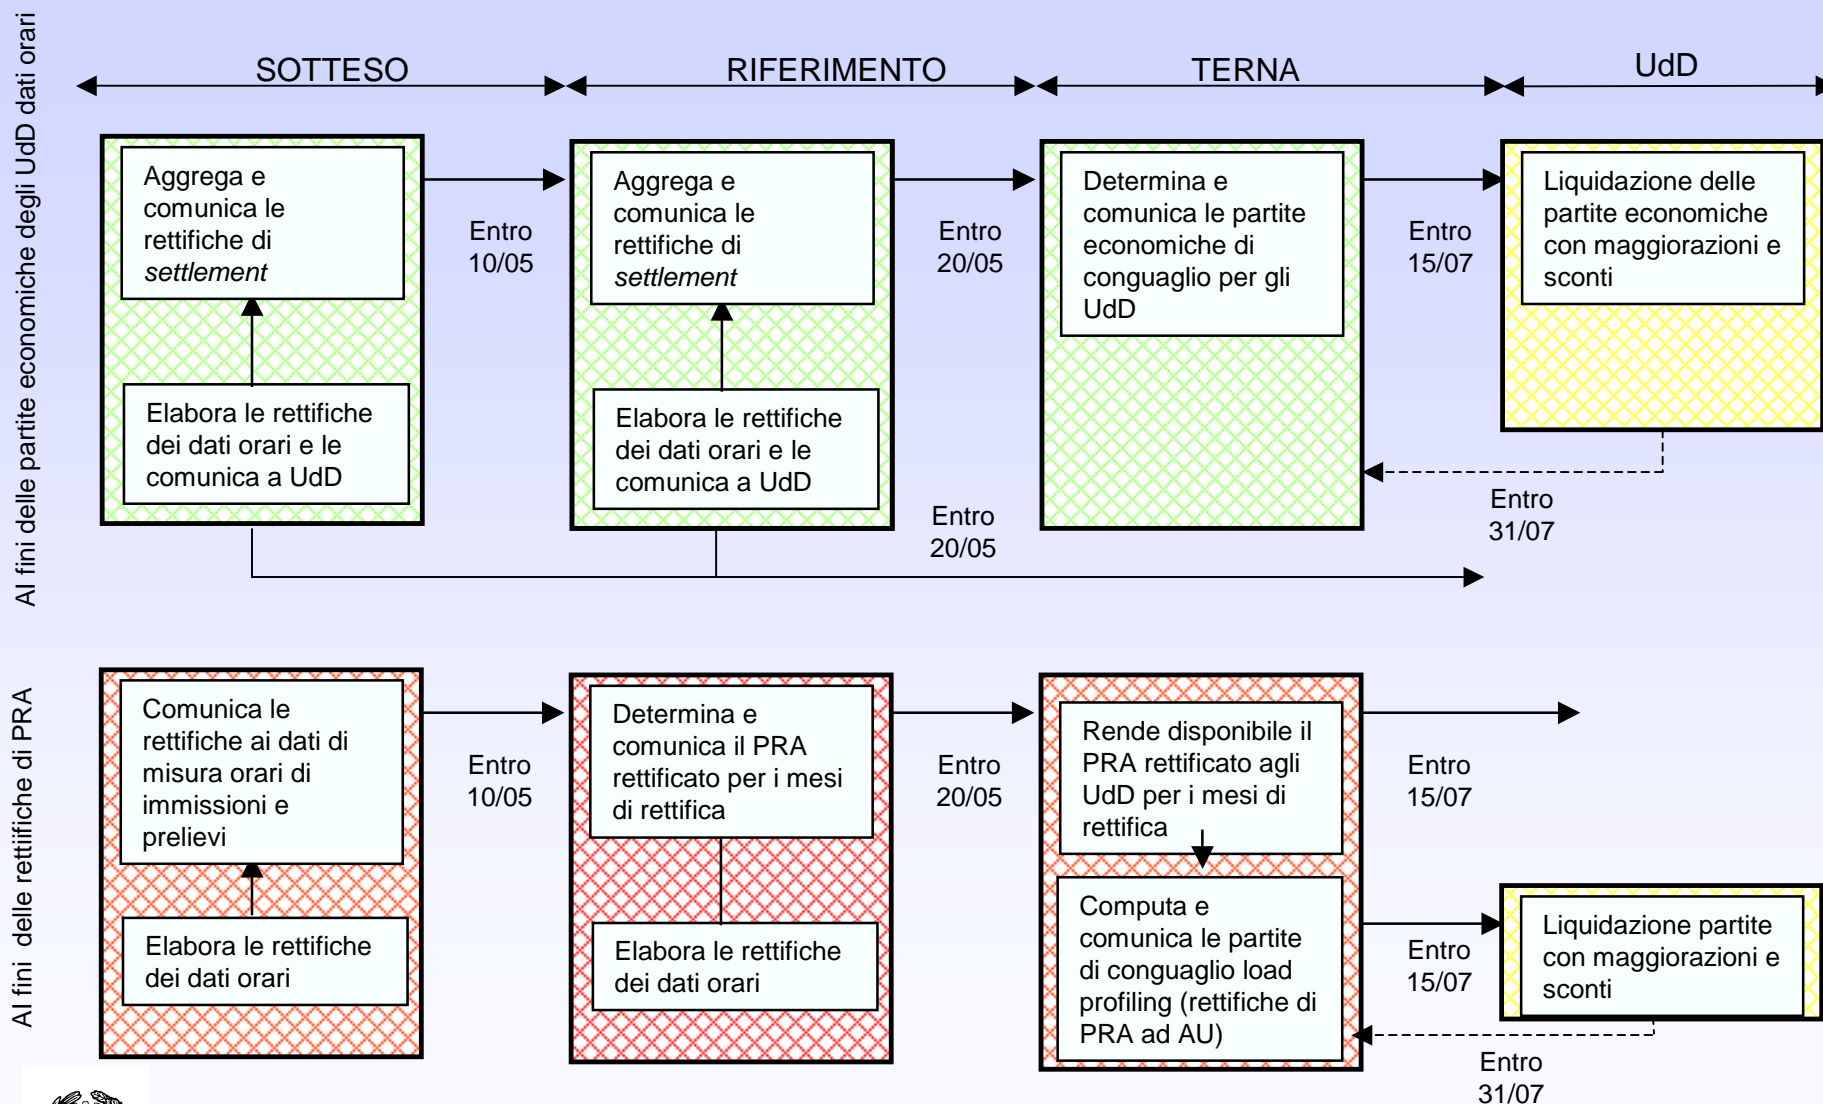 AI fini delle partite economiche degli UdD dati orari
SOTTESO
RIFERIMENTO
TERNA
UdD
Aggrega e
comunica le
rettifiche di
settlement
Elabora le rettifiche
dei dati orari e le
comunica a UdD
Entro
10/05
Aggrega e
comunica le
rettifiche di
settlement
Elabora le rettifiche
dei dati orari e le
comunica a UdD
Entro
20/05
Entro
20/05
Determina e
comunica le partite
economiche di
conguaglio per gli
UdD
Entro
15/07
Liquidazione delle
partite economiche
con maggiorazioni e
sconti
Entro
31/07
AI fini  delle rettiifiche di PRA
Comunica le
rettifiche ai dati di
misura orari di
immissioni e
prelievi
Elabora le rettifiche
dei dati orari
Entro
10/05
Determina e
comunica il PRA
rettificato per i mesi
di rettifica
Elabora le rettifiche
dei dati orari
Entro
20/05
Rende disponibile il
PRA rettificato agli
UdD per i mesi di
rettifica
Computa e
comunica le partite
di conguaglio load
profiling (rettifiche di
PRA ad AU)
Entro
15/07
Entro
15/07
Liquidazione partite
con maggiorazioni e
sconti
Entro
31/07